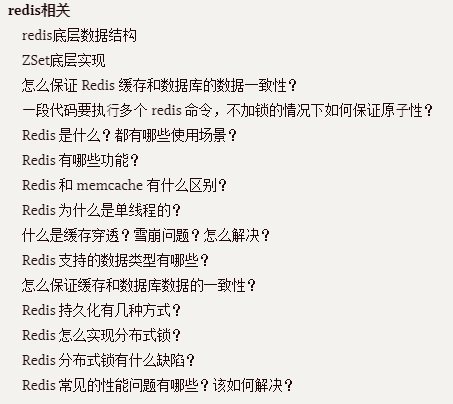 redis相关
redis底层数据结构
ZSet底层实现
怎么保证 Redis 缓存和数据库的数据一致性？
一段代码要执行多个 redis 命令，不加锁的情况下如何保证原子性？
Redis 是什么？都有哪些使用场景？
Redis 有哪些功能？
Redis 和 memcache 有什么区别？
Redis 为什么是单线程的？
什么是缓存穿透？雪崩问题？怎么解决？
Redis 支持的数据类型有哪些？
怎么保证缓存和数据库数据的一致性？
Redis 持久化有几种方式？
Redis 怎么实现分布式锁？
Redis 分布式锁有什么缺陷？
Redis 常见的性能问题有哪些？该如何解决？